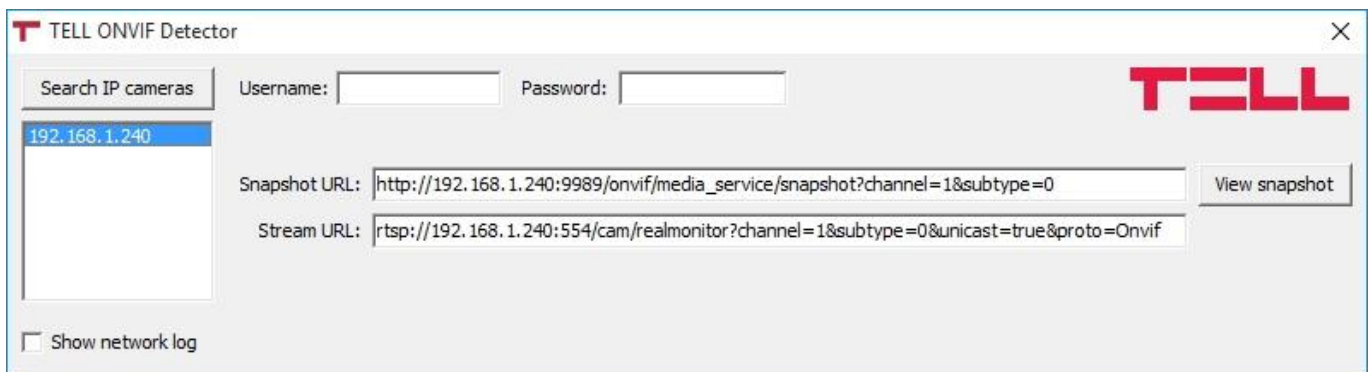 TELL ONVIF Detector
Search IP cameras
Username:
Password:
TELL
192.168.1.240
Snapshot URL: http://192.168.1.240:9989/onvif/media_service/snapshot?channel=1&subtype=0
View snapshot
Stream URL: rtsp://192.168.1.240:554/cam/realmonitor?channel=1&subtype=0&unicast=true&proto=Onvif
Show network log